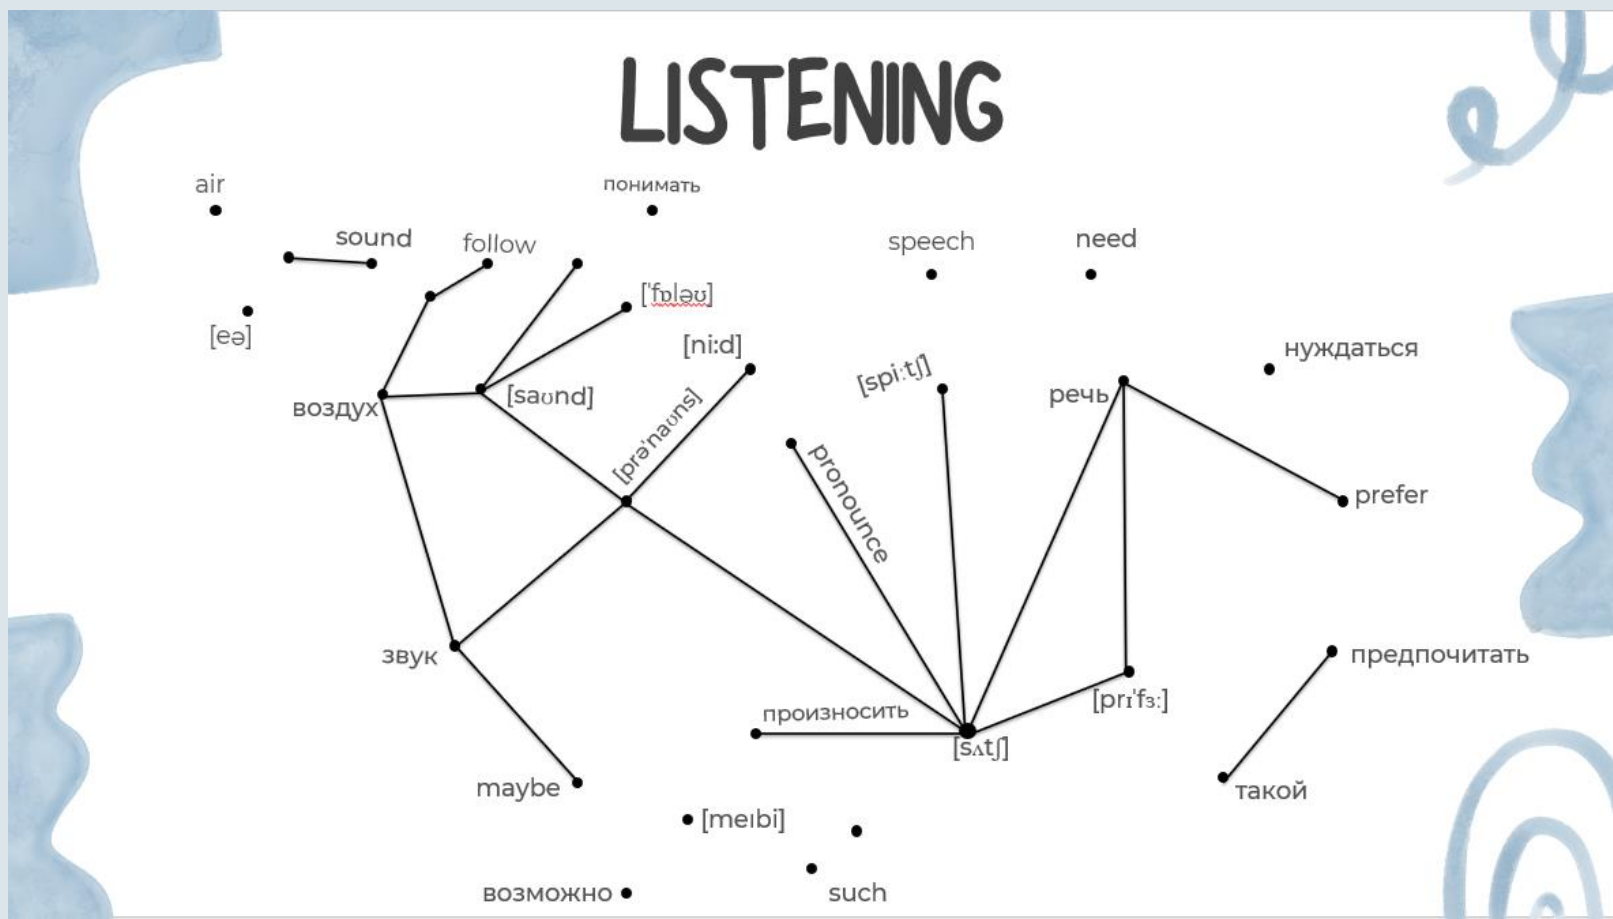 LISTENING
air
понимать
sound
follow
speech
need
['fɒləʊ]
[eə]
[ni:d]
нуждаться
[spi:tʃ]
воздух
[saʊnd]
речь
[prə'naʊns]
pronounce
prefer
звук
предпочитать
[prɪ'fɜ:]
произносить
[sʌtʃ]
maybe
такой
[meɪbi]
возможно
such